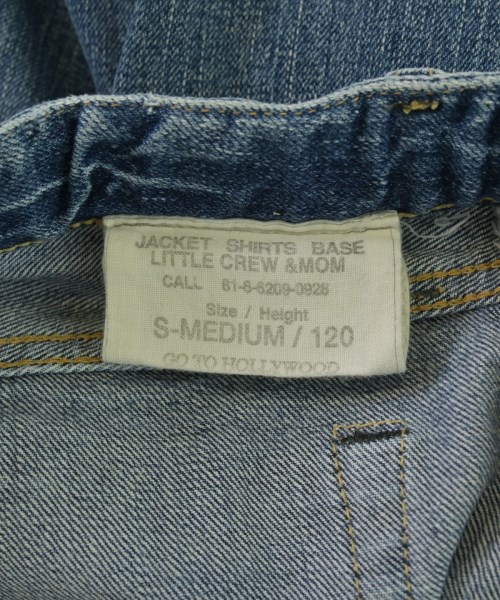 JACKET SHIRTS BASE
LITTLE CREW &MOM
CALL 81-6-6209-0928
Size / Height
S-MEDIUM / 120
GO TO HOLLYWOOD